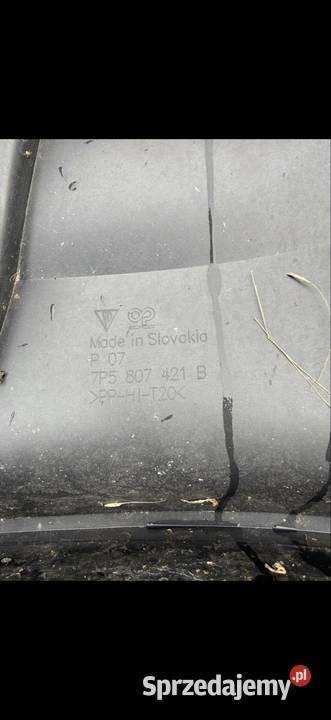 Made in Slovakia
P 07
7P5 807 421 B
>PP-HI-T20<
Sprzedajemy.pl